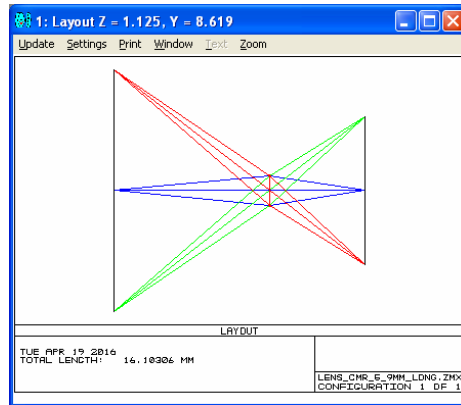 1: Layout Z = 1.125, Y = 8.619
Update Settings Print Window Text Zoom
LAYOUT
TUE APR 19 2016
TOTAL LENGTH: 16.10306 MM
LENS_CMR_5_9MM_LDNG.ZMX
CONFIGURATION 1 OF 1